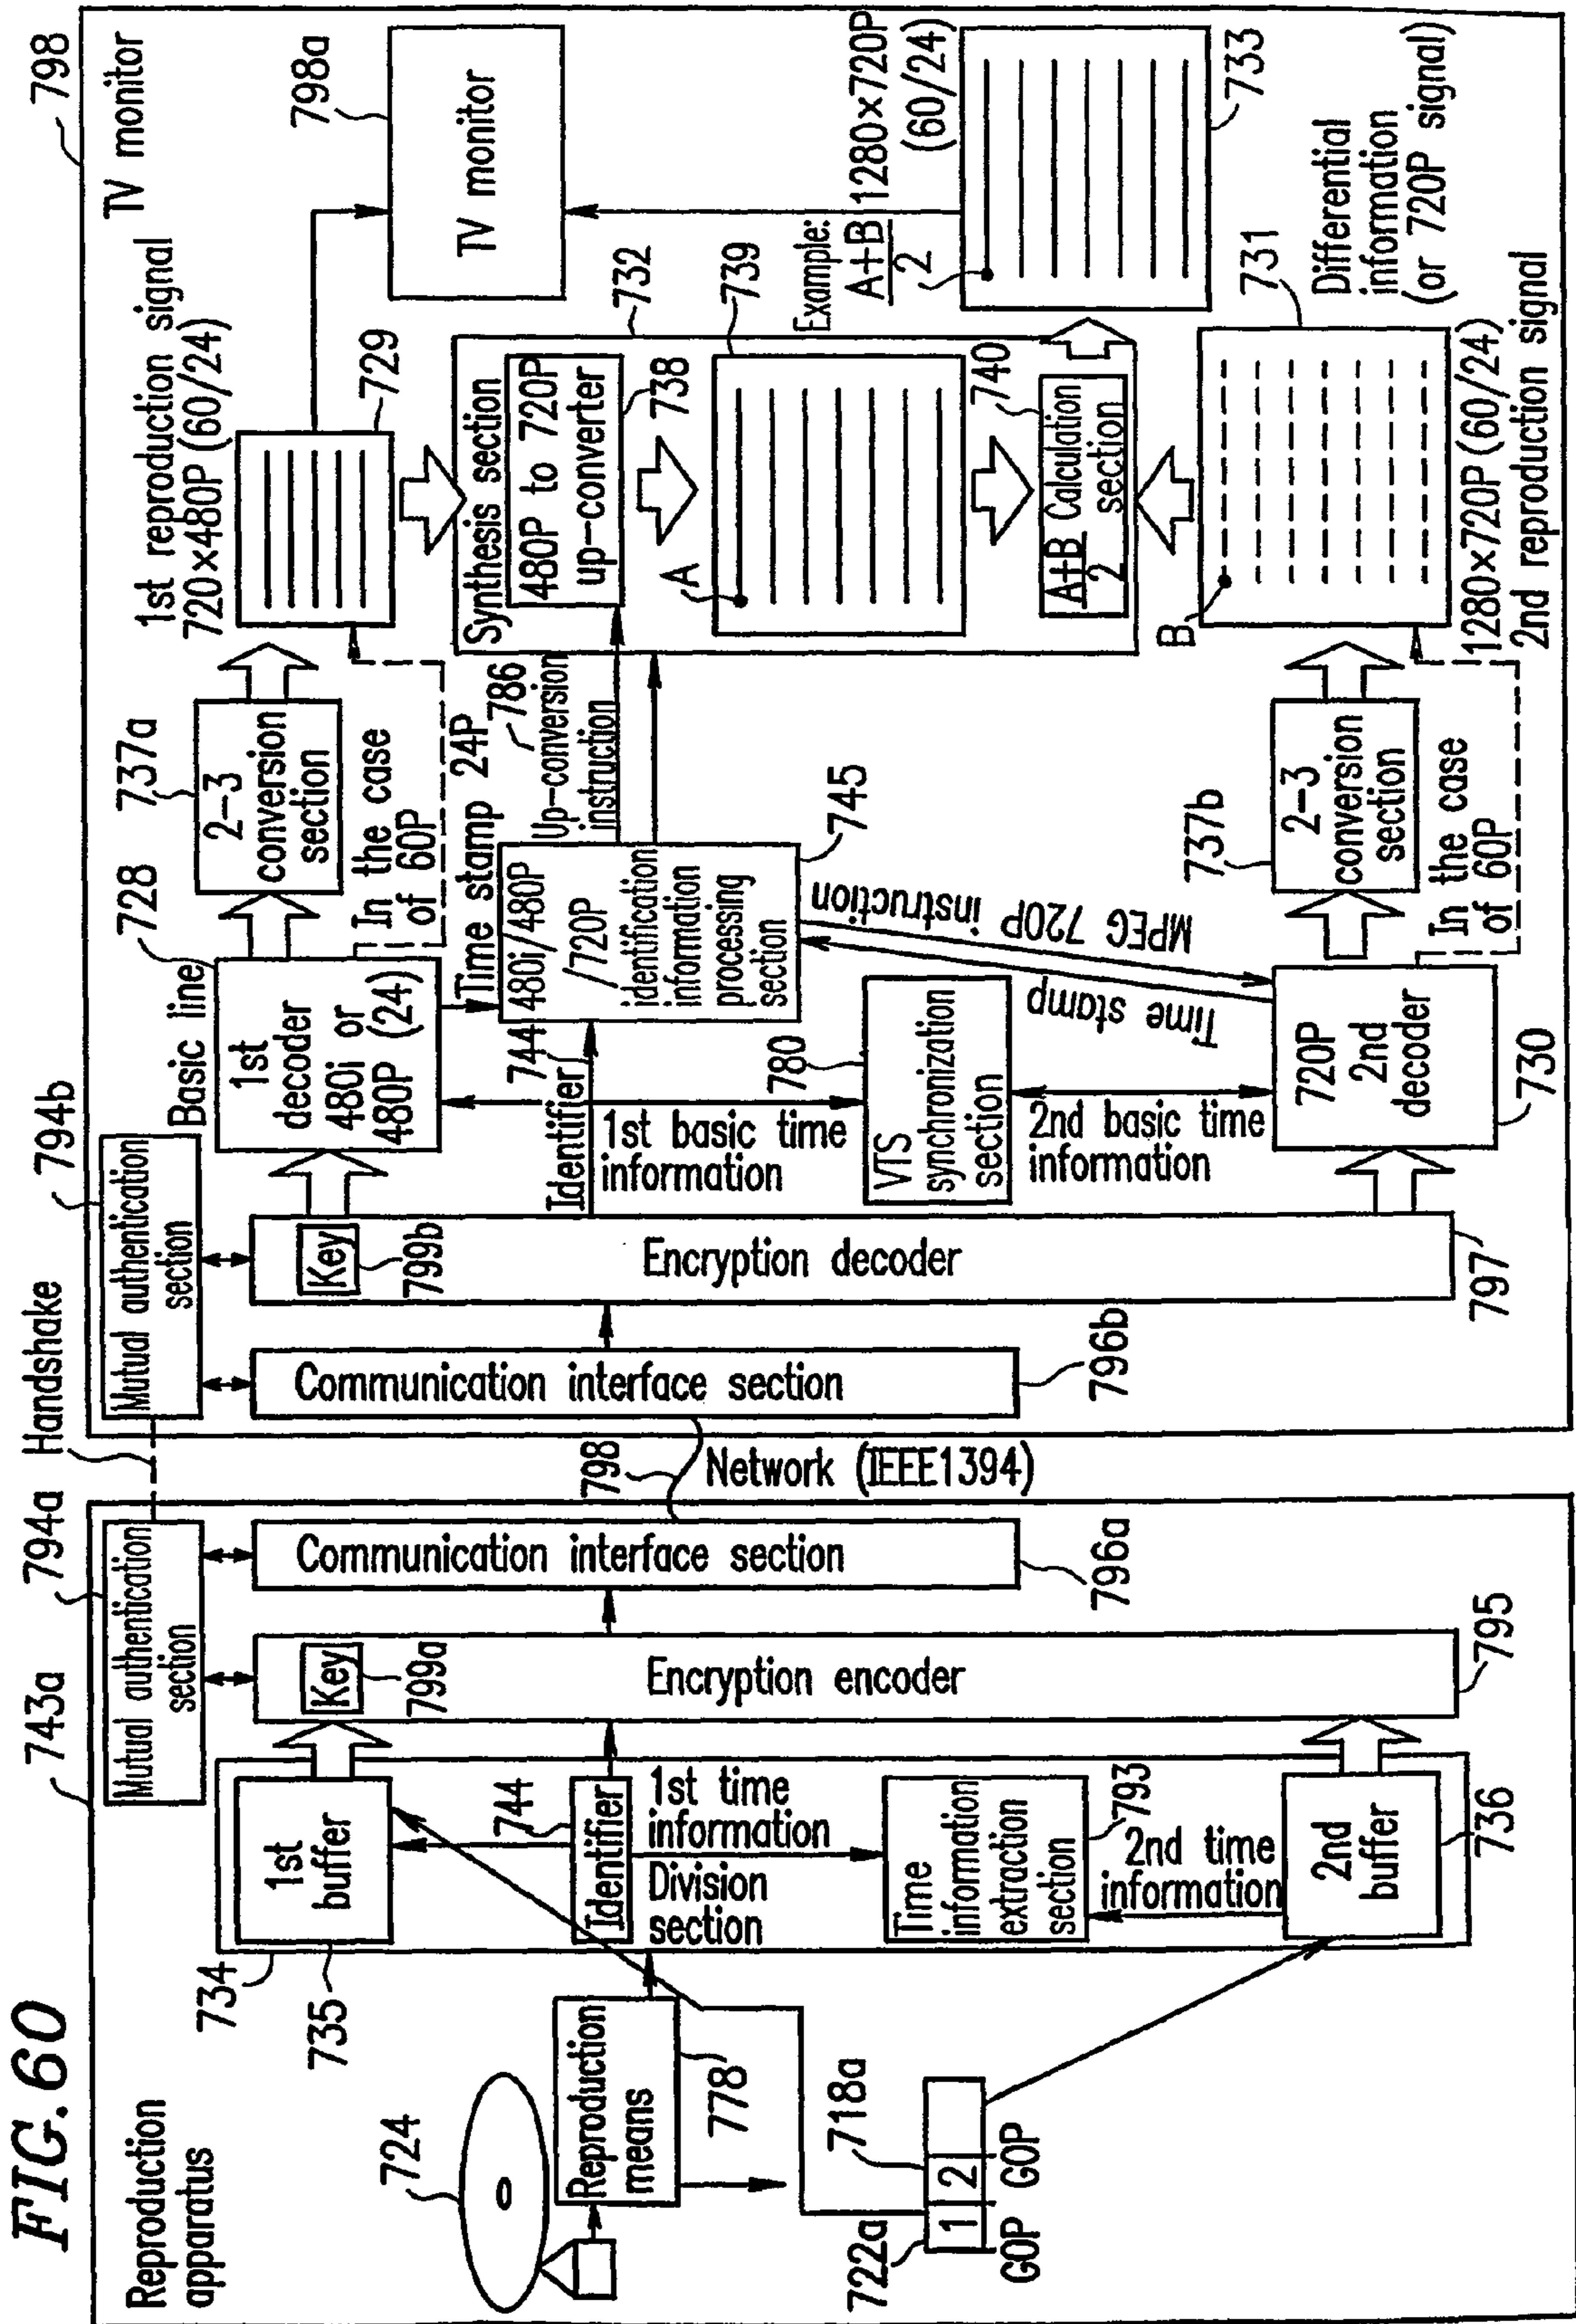 FIG. 60
Reproduction
apparatus
743a
794a
Handshake
794b
798
TV monitor
724
Reproduction
means
778
722a
1
2
718a
GOP
GOP
734
735
1st
buffer
744
Identifier
1st time
information
Division
section
Time
information
extraction
section
793
2nd time
information
2nd
buffer
736
Mutual authentication
section
Key
799a
Encryption encoder
795
Communication interface section
796a
798
Network (IEEE1394)
Mutual authentication
section
Communication interface section
796b
Key
799b
Encryption decoder
797
Basic line
728
1st
decoder
480i or
480P (24)
Identifier
744
1st basic time
information
780
VTS
synchronization
section
2nd basic time
information
720P
2nd
decoder
730
737a
2-3
conversion
section
In the case
of 60P
Time stamp 24P
480i/480P
/720P
identification
information
processing
section
745
786
Up-conversion
instruction
MPEG 720P instruction
Time stamp
737b
2-3
conversion
section
In the case
of 60P
1st reproduction signal
720×480P (60/24)
729
Synthesis section
732
480P to 720P
up-converter
738
A
739
740
A+B
2
Calculation
section
B
731
1280×720P (60/24)
2nd reproduction signal
Differential
information
(or 720P signal)
798a
TV monitor
Example:
A+B
2
1280×720P
(60/24)
733